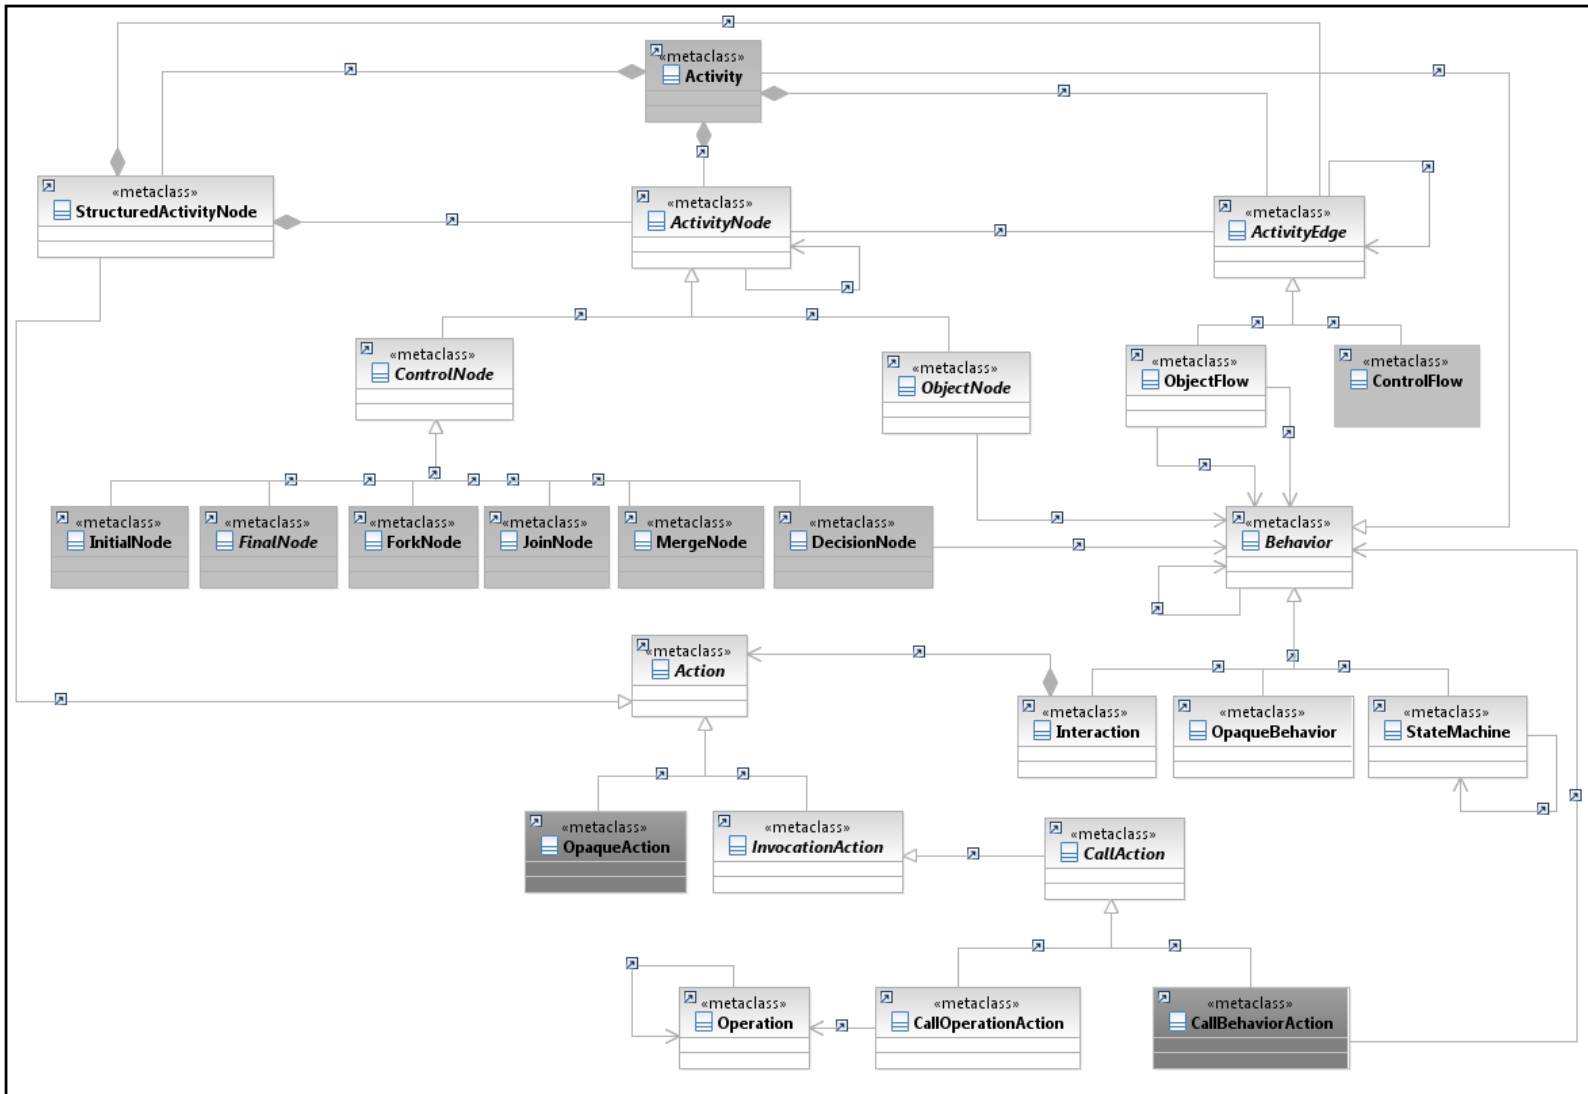 «metaclass»
Activity
«metaclass»
StructuredActivityNode
«metaclass»
ActivityNode
«metaclass»
ActivityEdge
«metaclass»
ControlNode
«metaclass»
ObjectNode
«metaclass»
ObjectFlow
«metaclass»
ControlFlow
«metaclass»
InitialNode
«metaclass»
FinalNode
«metaclass»
ForkNode
«metaclass»
JoinNode
«metaclass»
MergeNode
«metaclass»
DecisionNode
«metaclass»
Behavior
«metaclass»
Action
«metaclass»
Interaction
«metaclass»
OpaqueBehavior
«metaclass»
StateMachine
«metaclass»
OpaqueAction
«metaclass»
InvocationAction
«metaclass»
CallAction
«metaclass»
Operation
«metaclass»
CallOperationAction
«metaclass»
CallBehaviorAction